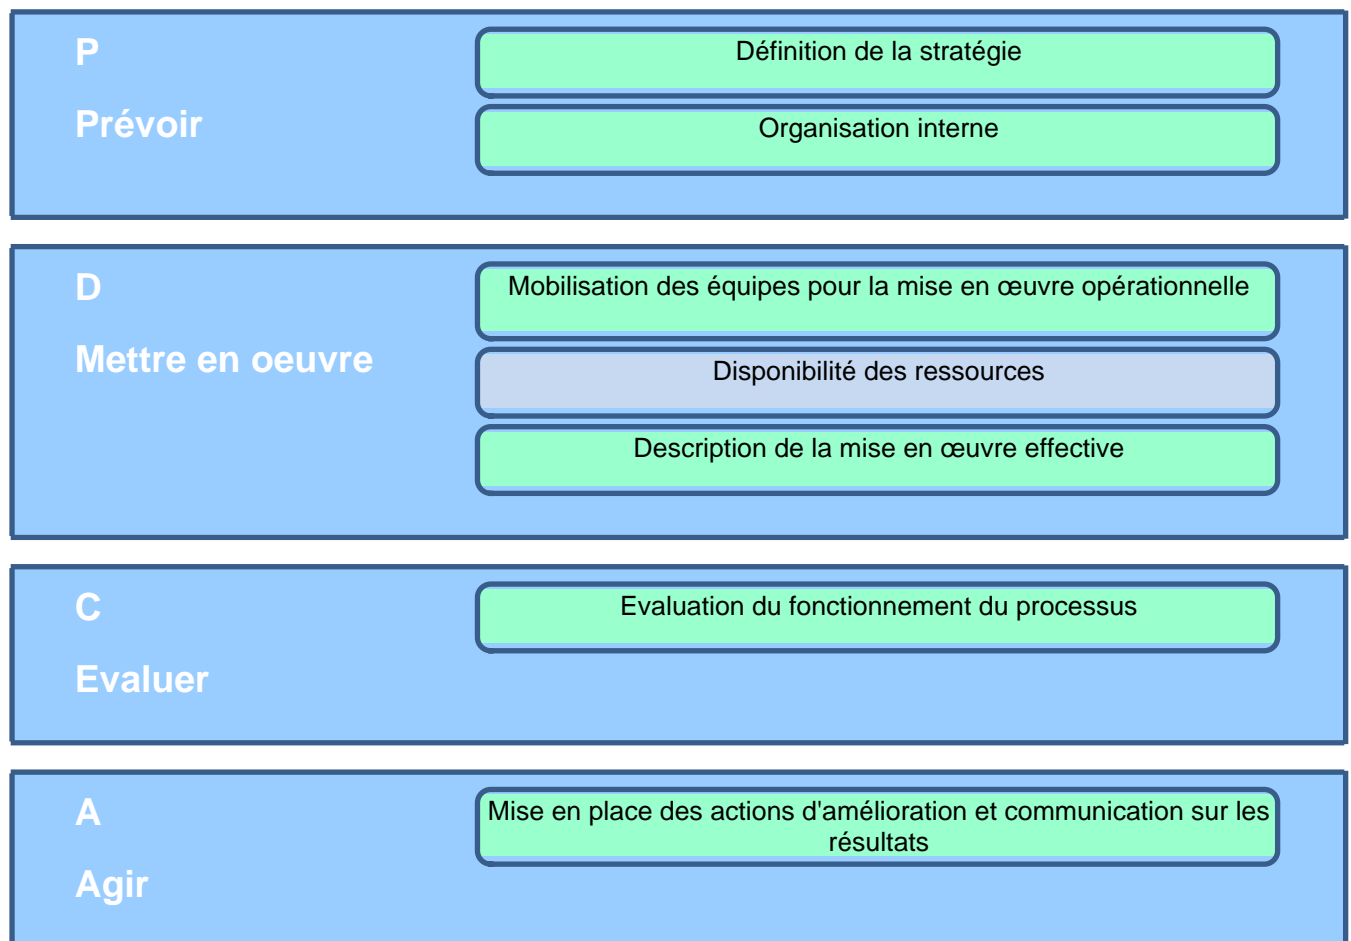 P
Prévoir
Définition de la stratégie
Organisation interne
D
Mettre en oeuvre
Mobilisation des équipes pour la mise en œuvre opérationnelle
Disponibilité des ressources
Description de la mise en œuvre effective
C
Evaluer
Evaluation du fonctionnement du processus
A
Agir
Mise en place des actions d'amélioration et communication sur les
résultats